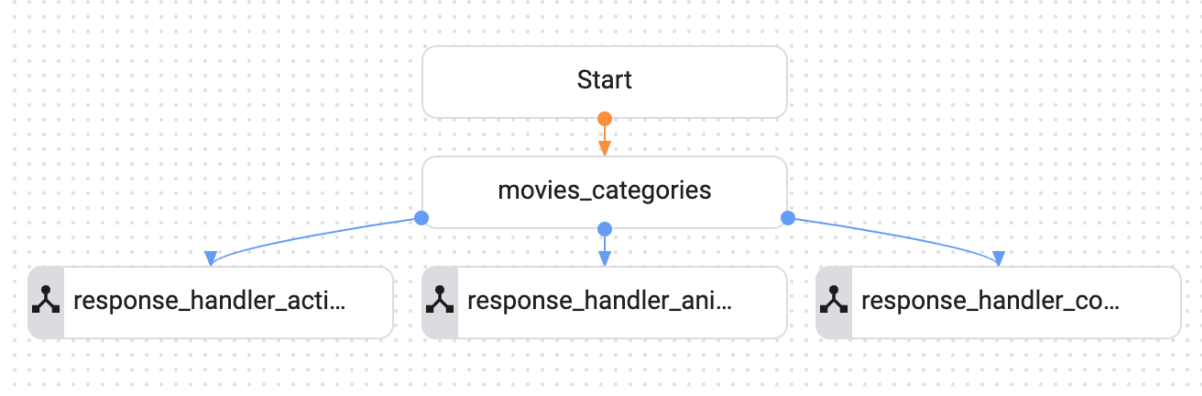 Start
movies_categories
response_handler_acti...
response_handler_ani...
response_handler_co...